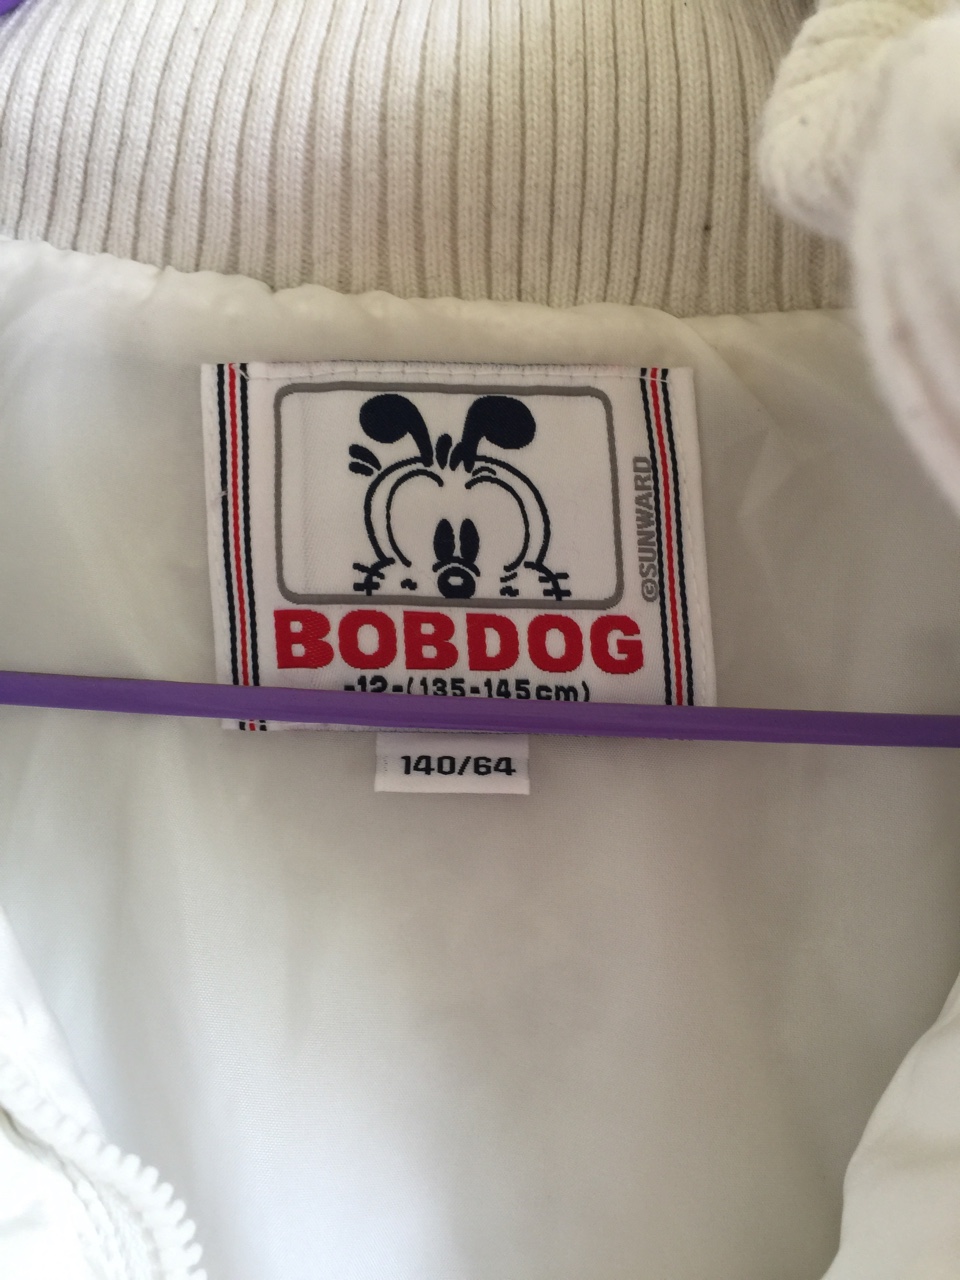 ©SUNWARD
BOBDOG
-12-(135-145cm)
140/64